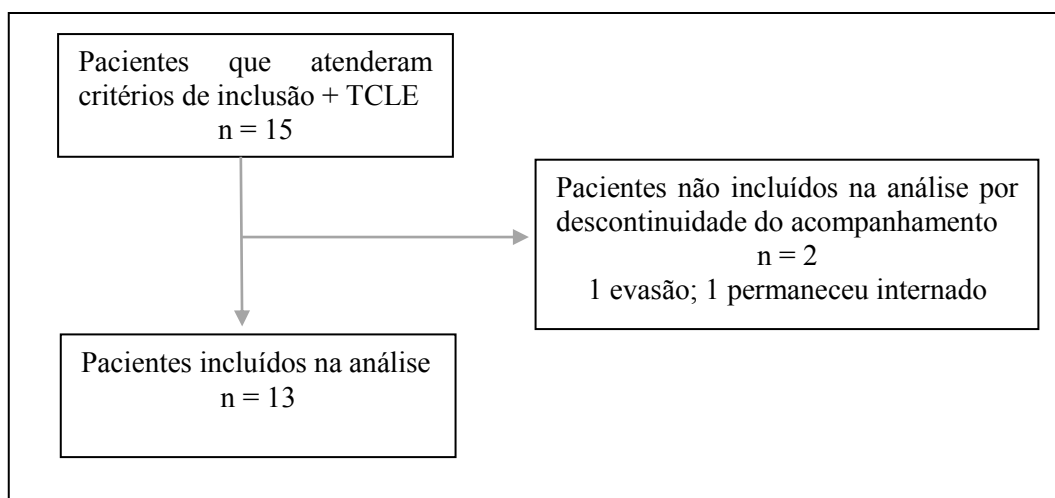 Pacientes que atenderam
critérios de inclusão + TCLE
n = 15
Pacientes não incluídos na análise por
descontinuidade do acompanhamento
n = 2
1 evasão; 1 permaneceu internado
Pacientes incluídos na análise
n = 13